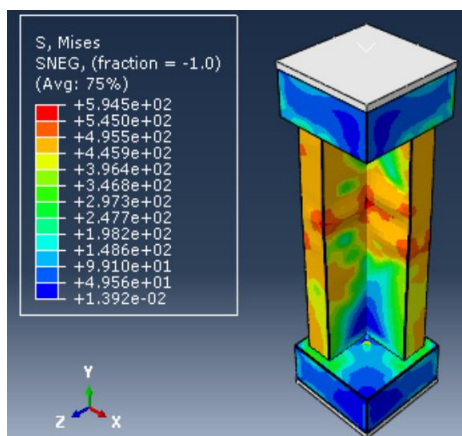 S, Mises
SNEG, (fraction = -1.0)
(Avg: 75%)
+5.945e+02
+5.450e+02
+4.955e+02
+4.459e+02
+3.964e+02
+3.468e+02
+2.973e+02
+2.477e+02
+1.982e+02
+1.486e+02
+9.910e+01
+4.956e+01
+1.392e-02
Y
Z
X